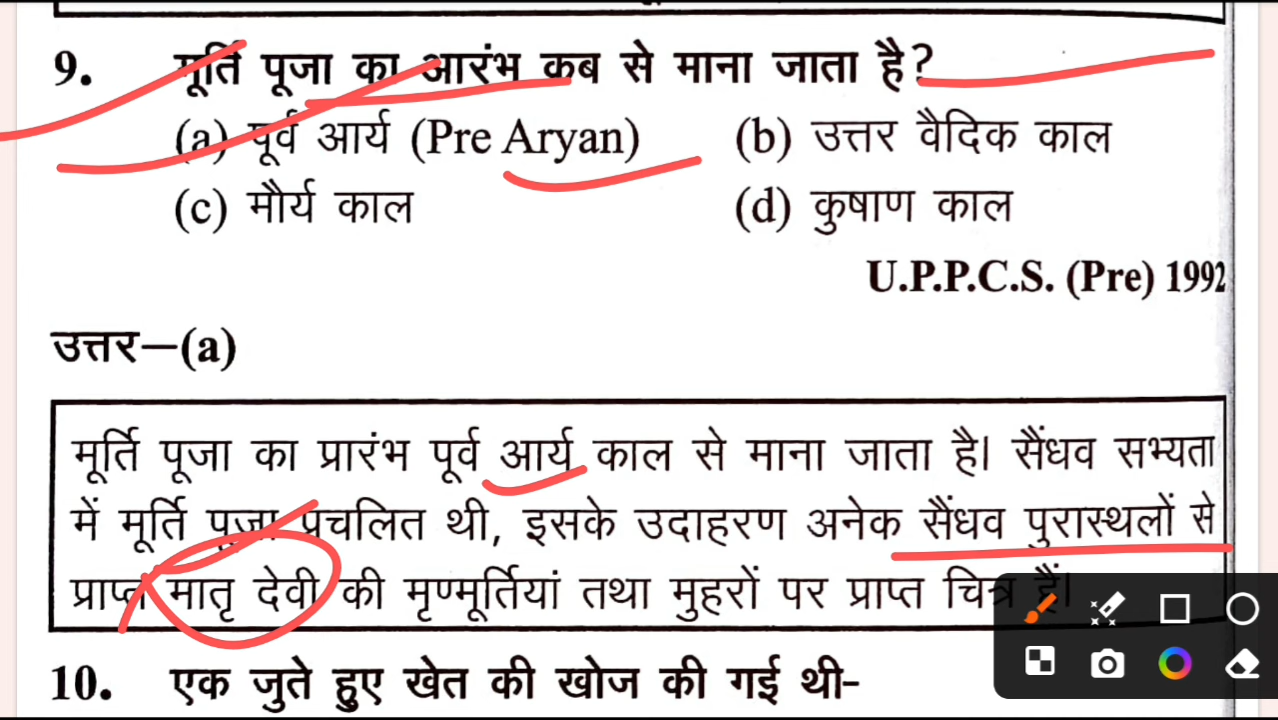 9. मूर्ति पूजा का आरंभ कब से माना जाता है?
(a) पूर्व आर्य (Pre Aryan) (b) उत्तर वैदिक काल
(c) मौर्य काल (d) कुषाण काल
U.P.P.C.S. (Pre) 1992
उत्तर—(a)
मूर्ति पूजा का प्रारंभ पूर्व आर्य काल से माना जाता है। सैंधव सभ्यता
में मूर्ति पूजा प्रचलित थी, इसके उदाहरण अनेक सैंधव पुरास्थलों से
प्राप्त मातृ देवी की मृण्मूर्तियां तथा मुहरों पर प्राप्त चित्र हैं।
10. एक जुते हुए खेत की खोज की गई थी-